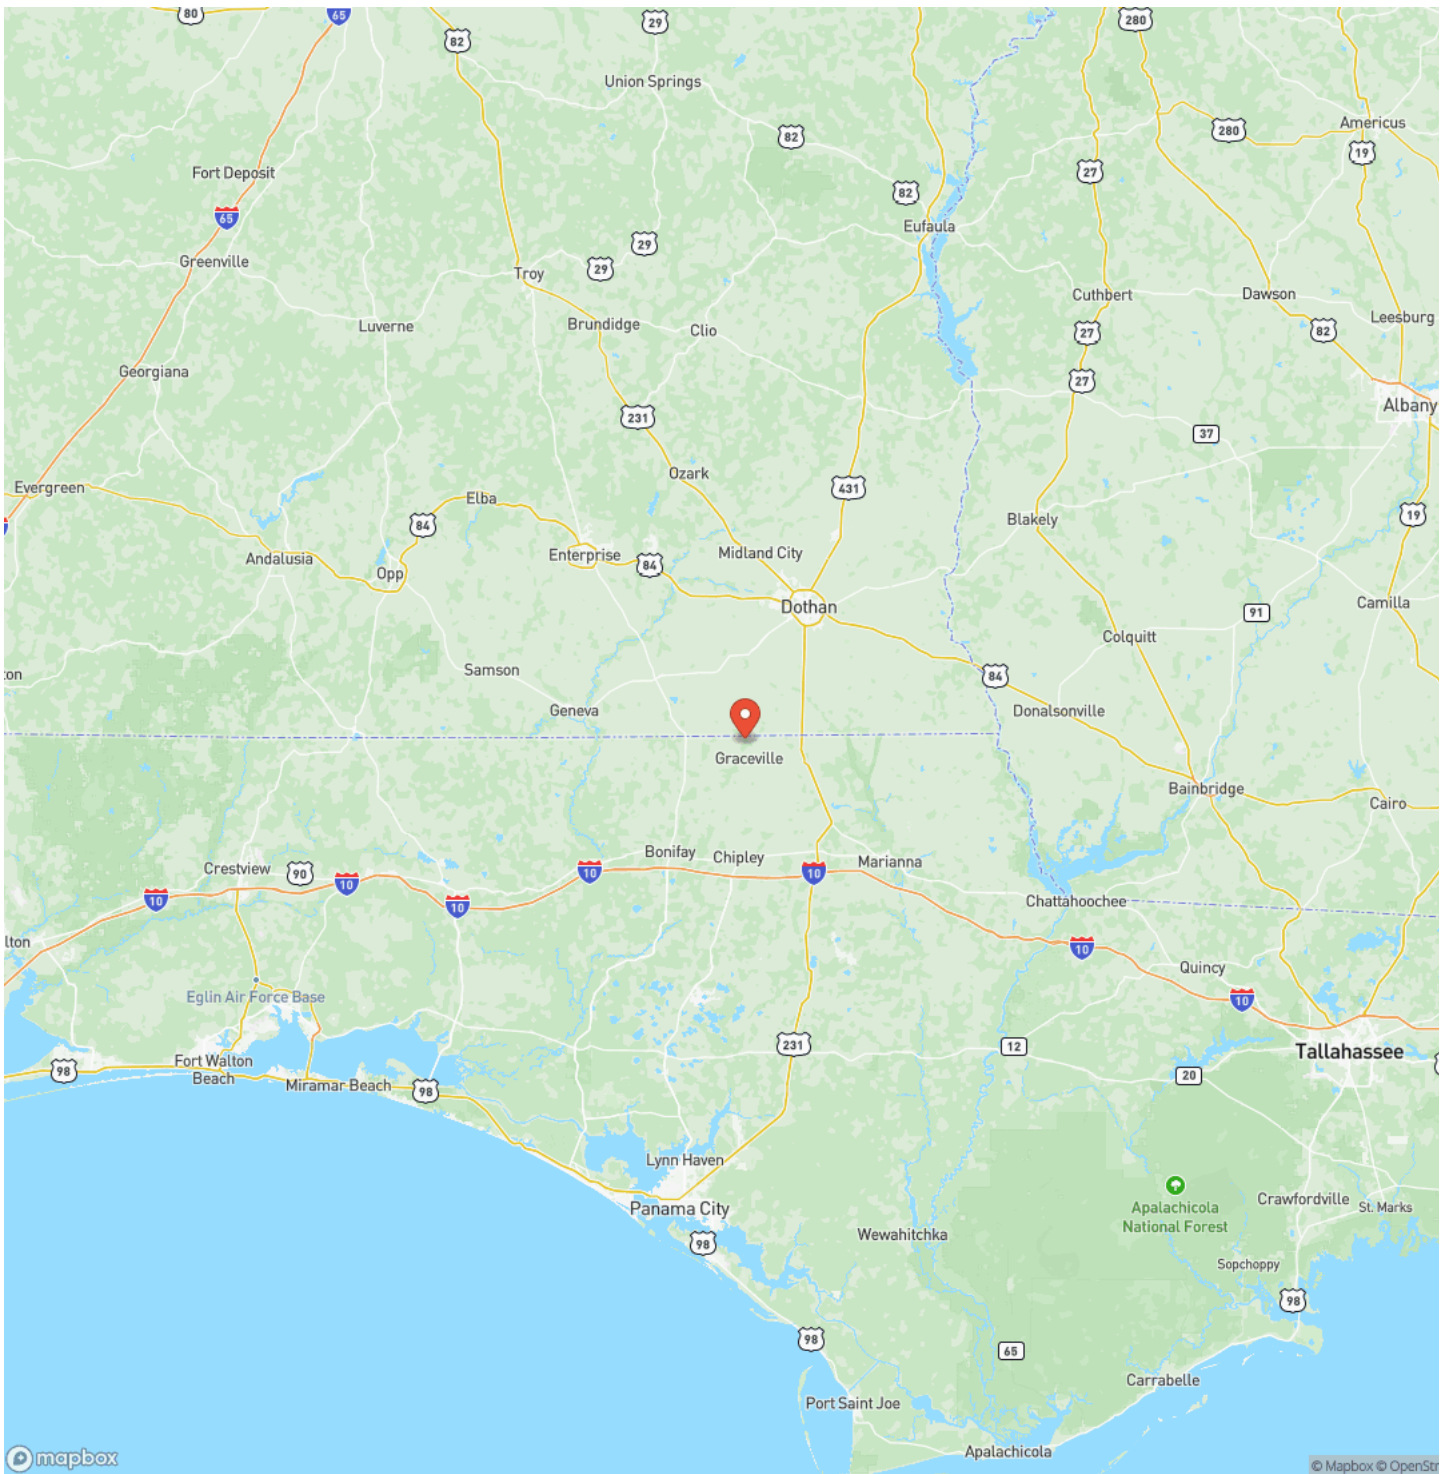 80
65
29
82
280
Union Springs
82
280
Americus
19
Fort Deposit
27
82
65
Eufaula
29
29
Greenville
Troy
Cuthbert
Dawson
Leesburg
Luverne
Brundidge
Clio
27
82
Georgiana
27
Albany
231
37
Ozark
Evergreen
Elba
431
84
Blakely
19
Andalusia
Enterprise
Midland City
84
Opp
Dothan
Camilla
91
Colquitt
ton
Samson
84
Geneva
Donalsonville
Graceville
Bainbridge
Cairo
Bonifay
Chipley
Marianna
Crestview
90
10
10
10
10
10
Chattahoochee
lton
10
Quincy
Eglin Air Force Base
10
231
12
Tallahassee
98
Fort Walton
Beach
20
Miramar Beach
98
Lynn Haven
Panama City
Apalachicola
National Forest
Crawfordville
St. Marks
Wewahitchka
98
Sopchoppy
98
98
65
Carrabelle
Port Saint Joe
Apalachicola
mapbox
© Mapbox © OpenStr